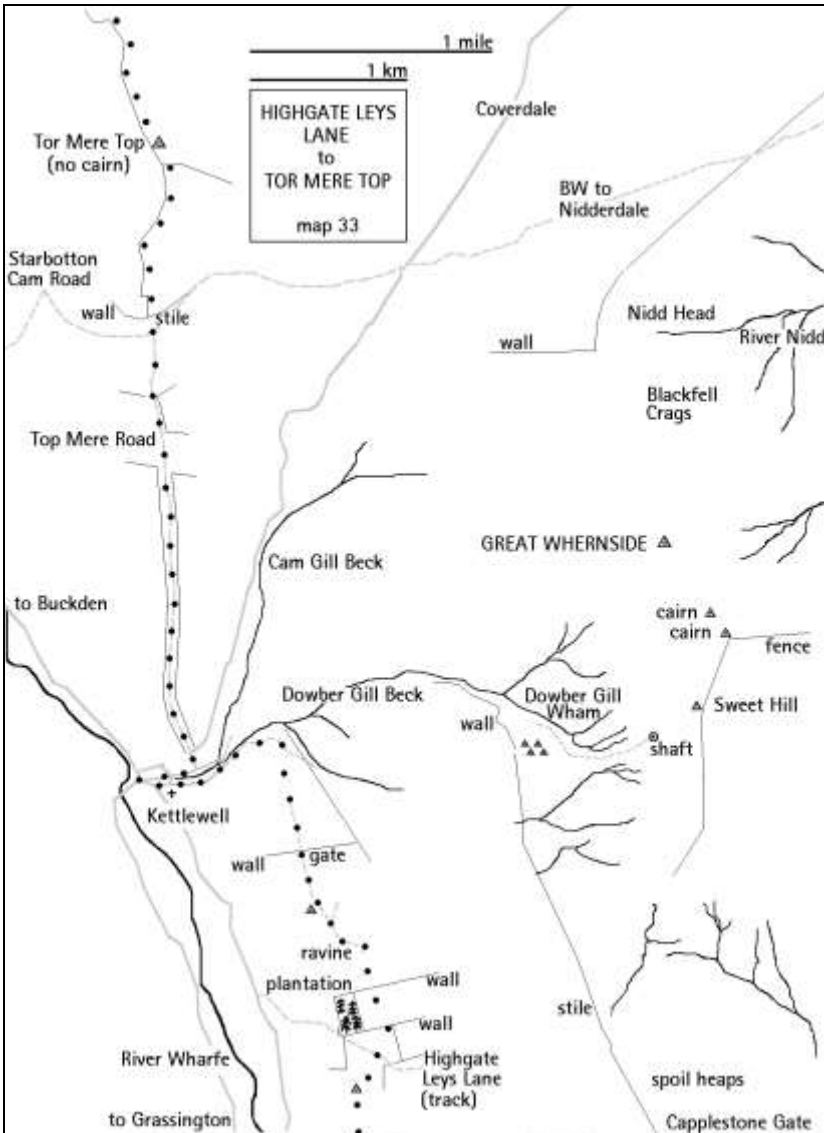 1 mile
1 km
HIGHGATE LEYS
LANE
to
TOR MERE TOP
map 33
Coverdale
Tor Mere Top
(no cairn)
BW to
Nidderdale
Starbotton
Cam Road
wall
stile
Nidd Head
River Nidd
wall
Blackfell
Crags
Top Mere Road
GREAT WHERNSIDE
Cam Gill Beck
to Buckden
cairn
cairn
fence
Dowber Gill Beck
Dowber Gill
Wham
Sweet Hill
wall
shaft
Kettlewell
wall
gate
ravine
plantation
wall
wall
stile
River Wharfe
Highgate
Leys Lane
(track)
spoil heaps
to Grassington
Capplestone Gate